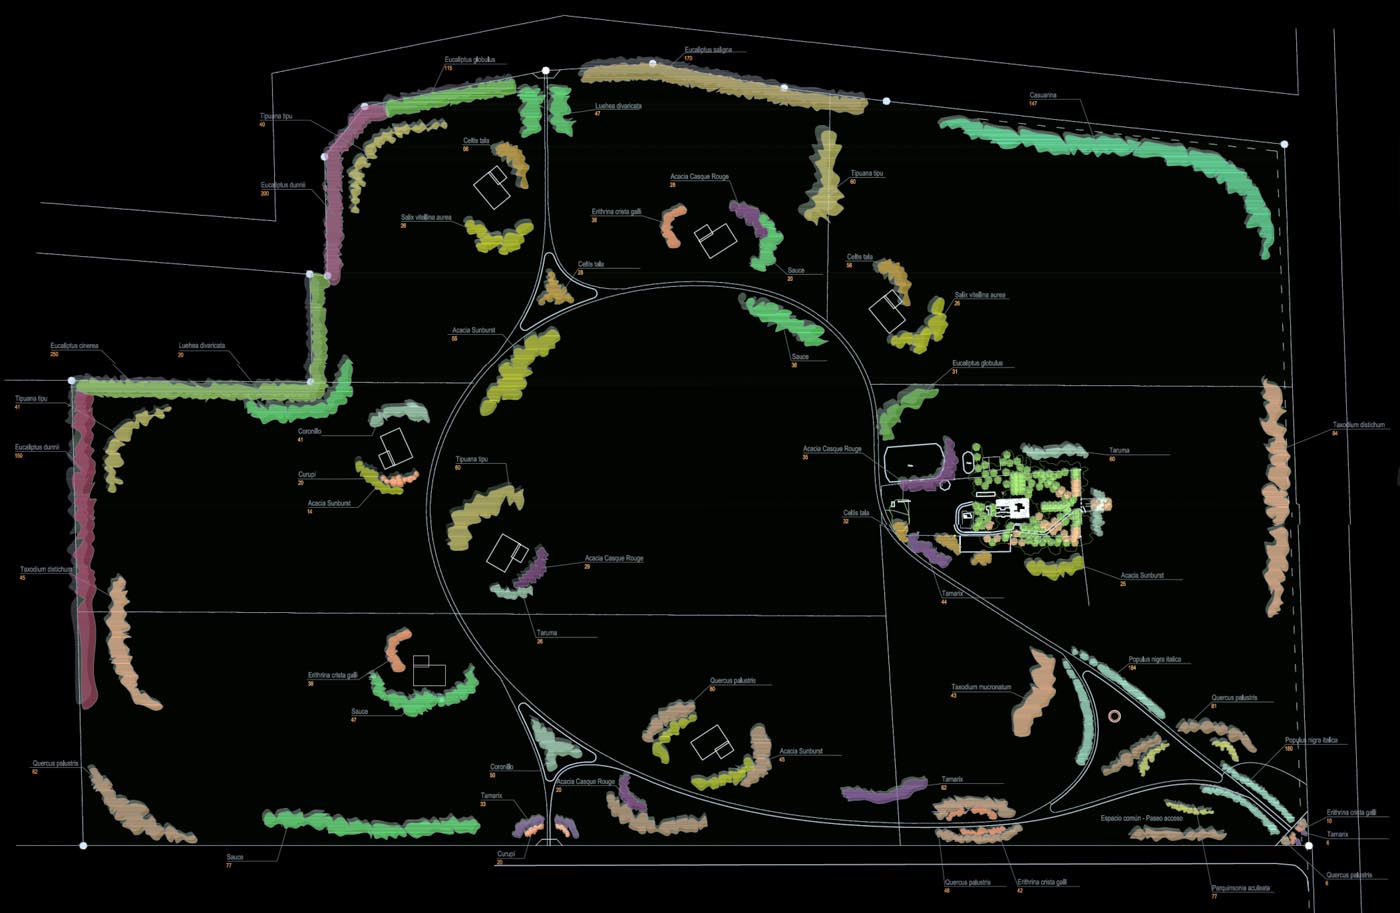 Eucaliptus saligna
170
Eucaliptus globulus
115
Casuarina
147
Luehea divaricata
47
Tipuana tipu
40
Celtis tala
56
Tipuana tipu
60
Acacia Casque Rouge
28
Eucaliptus dunnii
200
Erithrina crista galli
38
Salix vitellina aurea
26
Celtis tala
56
Celtis tala
28
Sauce
20
Salix vitellina aurea
26
Acacia Sunburst
55
Eucaliptus cinerea
250
Luehea divaricata
20
Sauce
38
Eucaliptus globulus
31
Tipuana tipu
41
Taxodium distichum
94
Coronillo
41
Eucaliptus dunnii
150
Acacia Casque Rouge
35
Taruma
60
Tipuana tipu
60
Curupi
20
Acacia Sunburst
14
Celtis tala
32
Acacia Casque Rouge
29
Taxodium distichum
45
Acacia Sunburst
25
Tamarix
44
Taruma
26
Populus nigra italica
184
Erithrina crista galli
38
Quercus palustris
80
Taxodium mucronatum
43
Quercus palustris
81
Sauce
47
Populus nigra italica
160
Acacia Sunburst
45
Quercus palustris
62
Coronillo
50
Acacia Casque Rouge
20
Tamarix
62
Tamarix
33
Erithrina crista galli
10
Espacio común - Paseo acceso
Tamarix
6
Curupi
20
Sauce
77
Quercus palustris
6
Quercus palustris
48
Erithrina crista galli
42
Parquinsonia aculeata
77